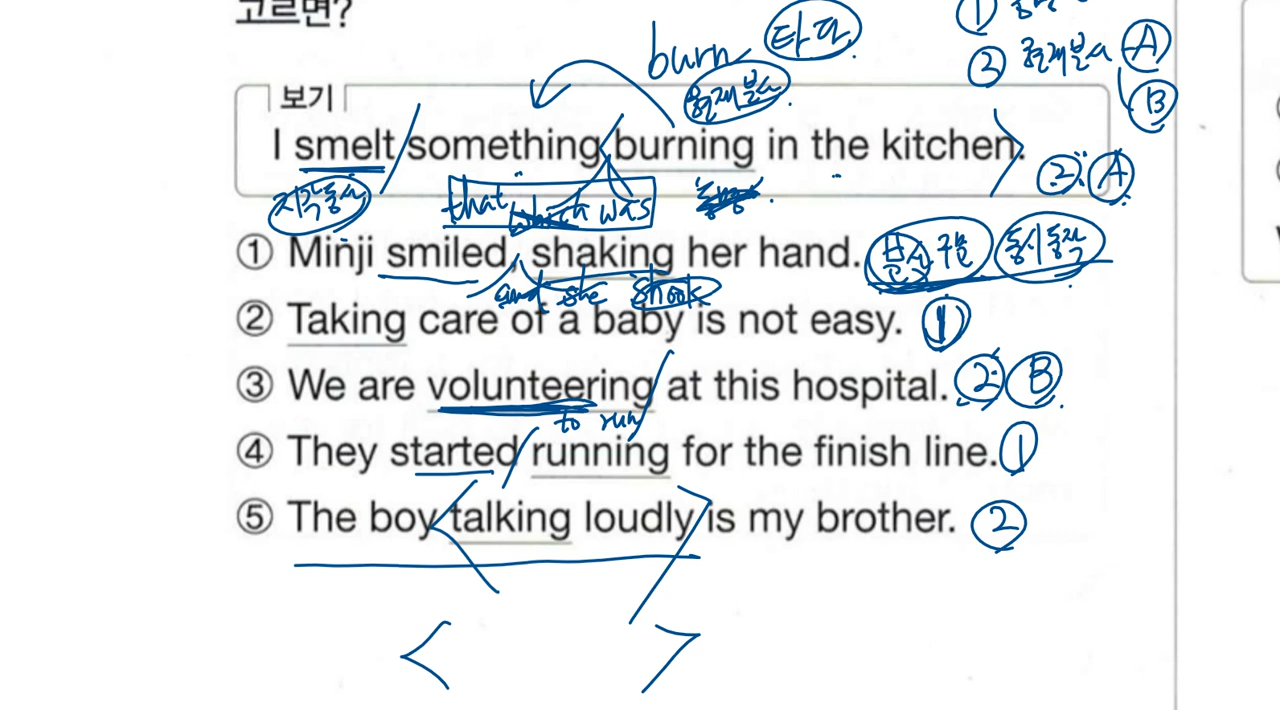 고르면?
① 동명
burn 타다
② 현재분사 Ⓐ
현재분사 Ⓑ
보기
I smelt something burning in the kitchen.
지각동사 that which was ② Ⓐ
① Minji smiled, shaking her hand. 분사구문 동시동작
and she shook
② Taking care of a baby is not easy. ①
③ We are volunteering at this hospital. ② Ⓑ
to run
④ They started running for the finish line. ①
⑤ The boy talking loudly is my brother. ②